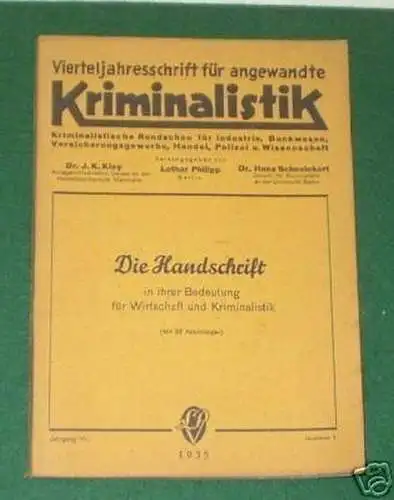 Vierteljahresschrift für angewandte
Kriminalistik
Kriminalistische Rundschau für Industrie, Bankwesen,
Versicherungsgewerbe, Handel, Polizei u. Wissenschaft
herausgegeben von
Dr. J. K. Lothar Philipp Dr. Hans Schneickert
Berlin
Die Handschrift
in ihrer Bedeutung
für Wirtschaft und Kriminalistik
Jahrgang
1935